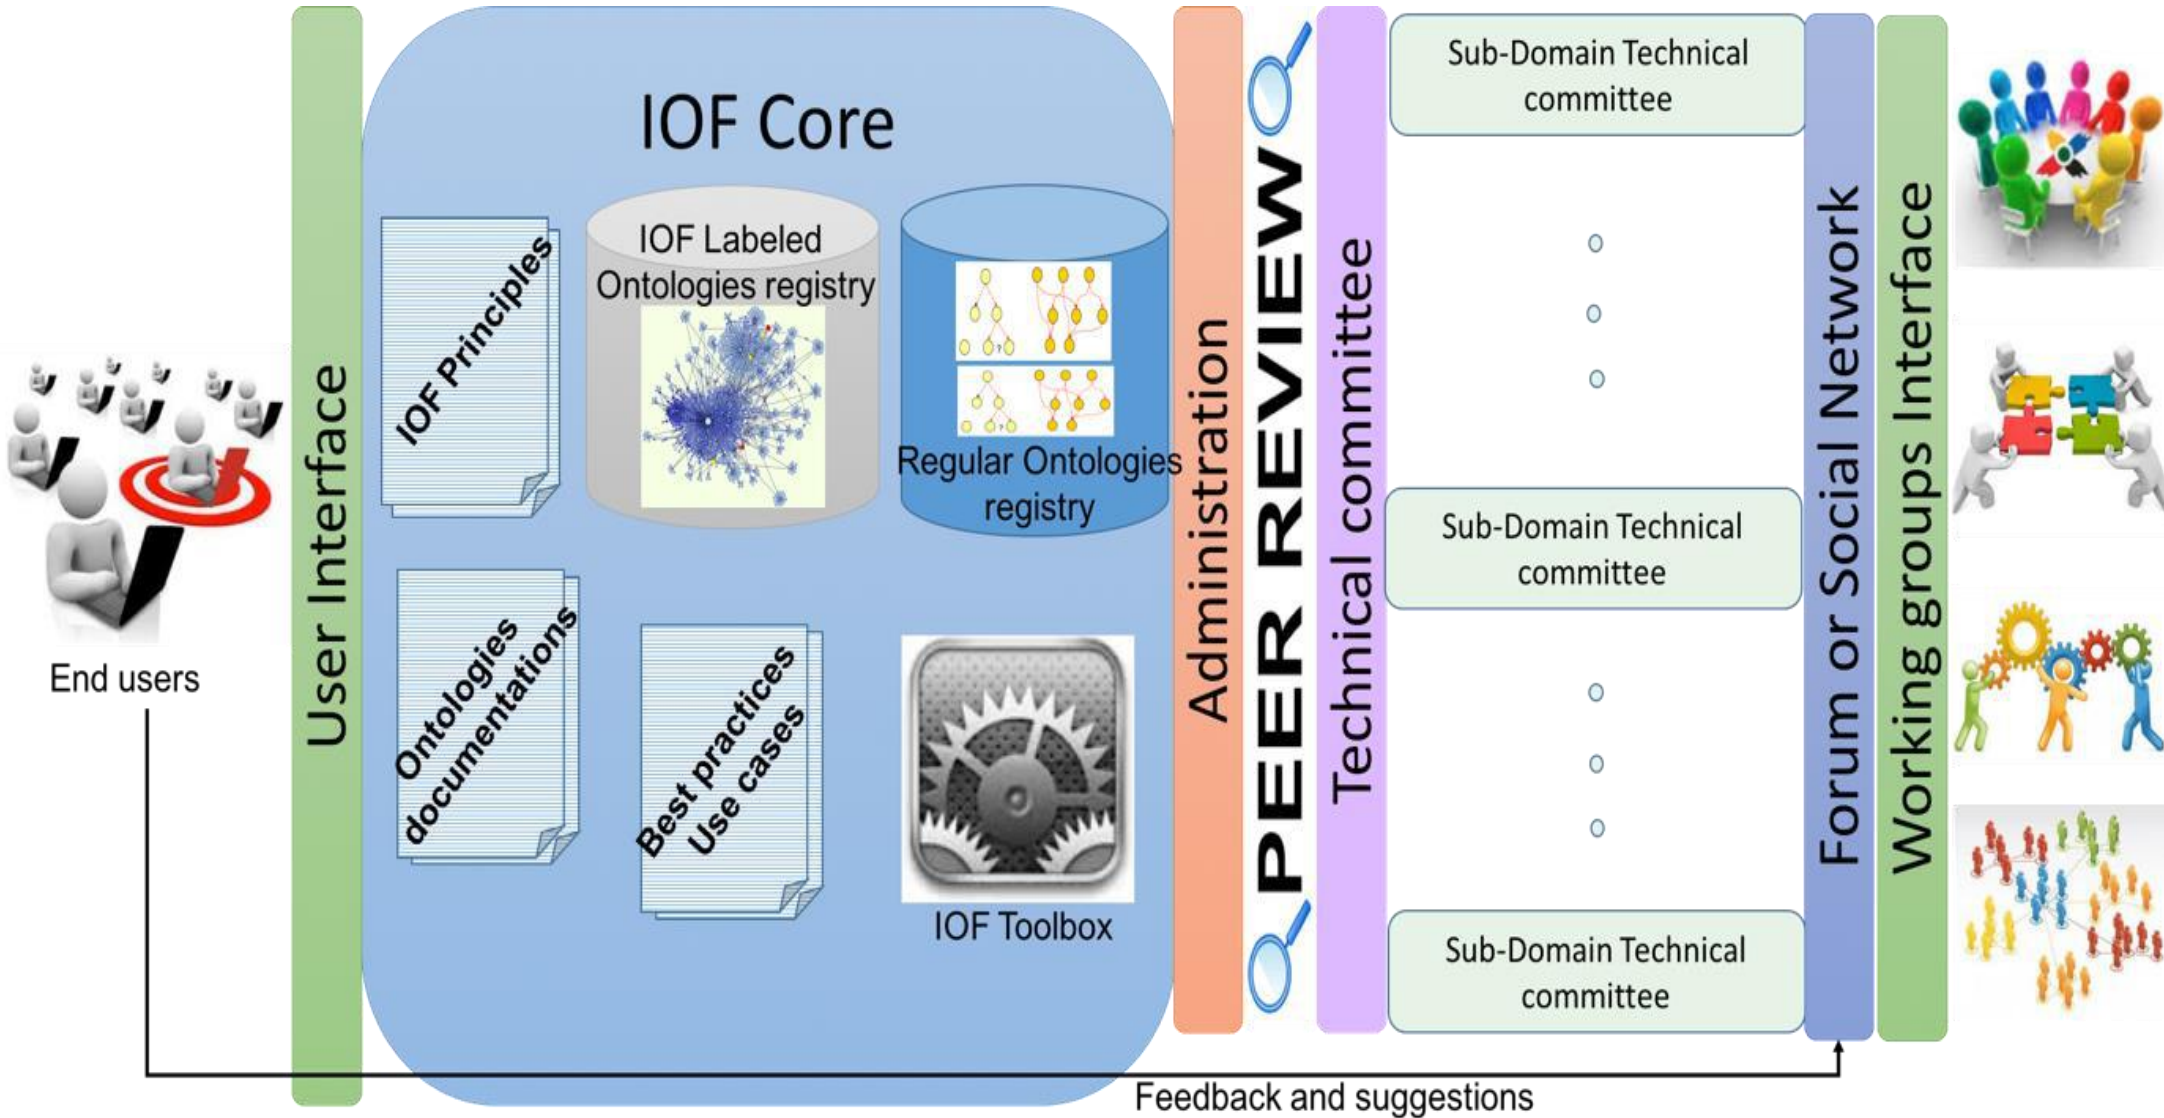 End users
User Interface
IOF Core
IOF Principles
IOF Labeled
Ontologies registry
Regular Ontologies
registry
Ontologies
documentations
Best practices
Use cases
IOF Toolbox
Administration
PEER REVIEW
Technical committee
Sub-Domain Technical
committee
Sub-Domain Technical
committee
Sub-Domain Technical
committee
Forum or Social Network
Working groups Interface
Feedback and suggestions